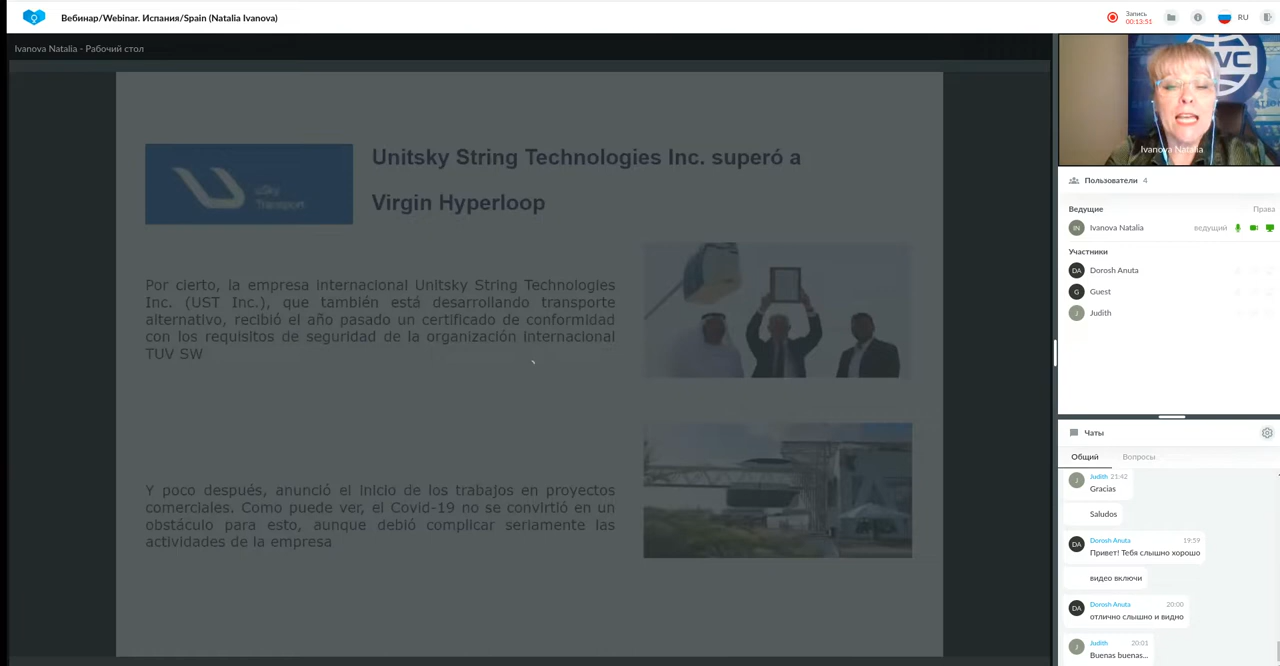 Вебинар/Webinar. Испания/Spain (Natalia Ivanova)
Запись
00:13:51
RU
Ivanova Natalia - Рабочий стол
uSky
Transport
Unitsky String Technologies Inc. superó a
Virgin Hyperloop
Por cierto, la empresa internacional Unitsky String Technologies
Inc. (UST Inc.), que también está desarrollando transporte
alternativo, recibió el año pasado un certificado de conformidad
con los requisitos de seguridad de la organización internacional
TUV SW
Y poco después, anunció el inicio de los trabajos en proyectos
comerciales. Como puede ver, el Covid-19 no se convirtió en un
obstáculo para esto, aunque debió complicar seriamente las
actividades de la empresa
Ivanova Natalia
Пользователи 4
Ведущие Права
IN Ivanova Natalia ведущий
Участники
DA Dorosh Anuta
G Guest
J Judith
Чаты
Общий Вопросы
J Judith 21:42
Gracias
Saludos
DA Dorosh Anuta 19:59
Привет! Тебя слышно хорошо
видео включи
DA Dorosh Anuta 20:00
отлично слышно и видно
J Judith 20:01
Buenas buenas...